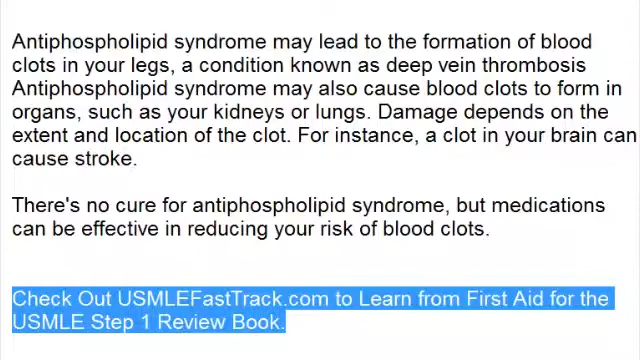 Antiphospholipid syndrome may lead to the formation of blood
clots in your legs, a condition known as deep vein thrombosis
Antiphospholipid syndrome may also cause blood clots to form in
organs, such as your kidneys or lungs. Damage depends on the
extent and location of the clot. For instance, a clot in your brain can
cause stroke.
There's no cure for antiphospholipid syndrome, but medications
can be effective in reducing your risk of blood clots.
Check Out USMLEFastTrack.com to Learn from First Aid for the
USMLE Step 1 Review Book.